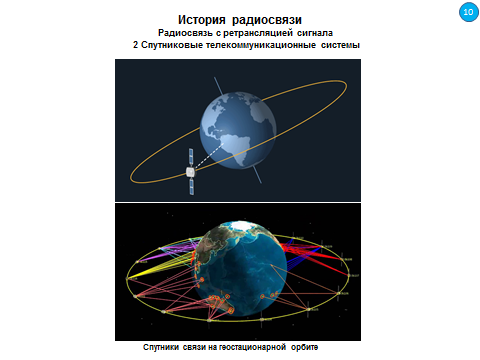 10
История радиосвязи
Радиосвязь с ретрансляцией сигнала
2 Спутниковые телекоммуникационные системы
Спутники связи на геостационарной орбите